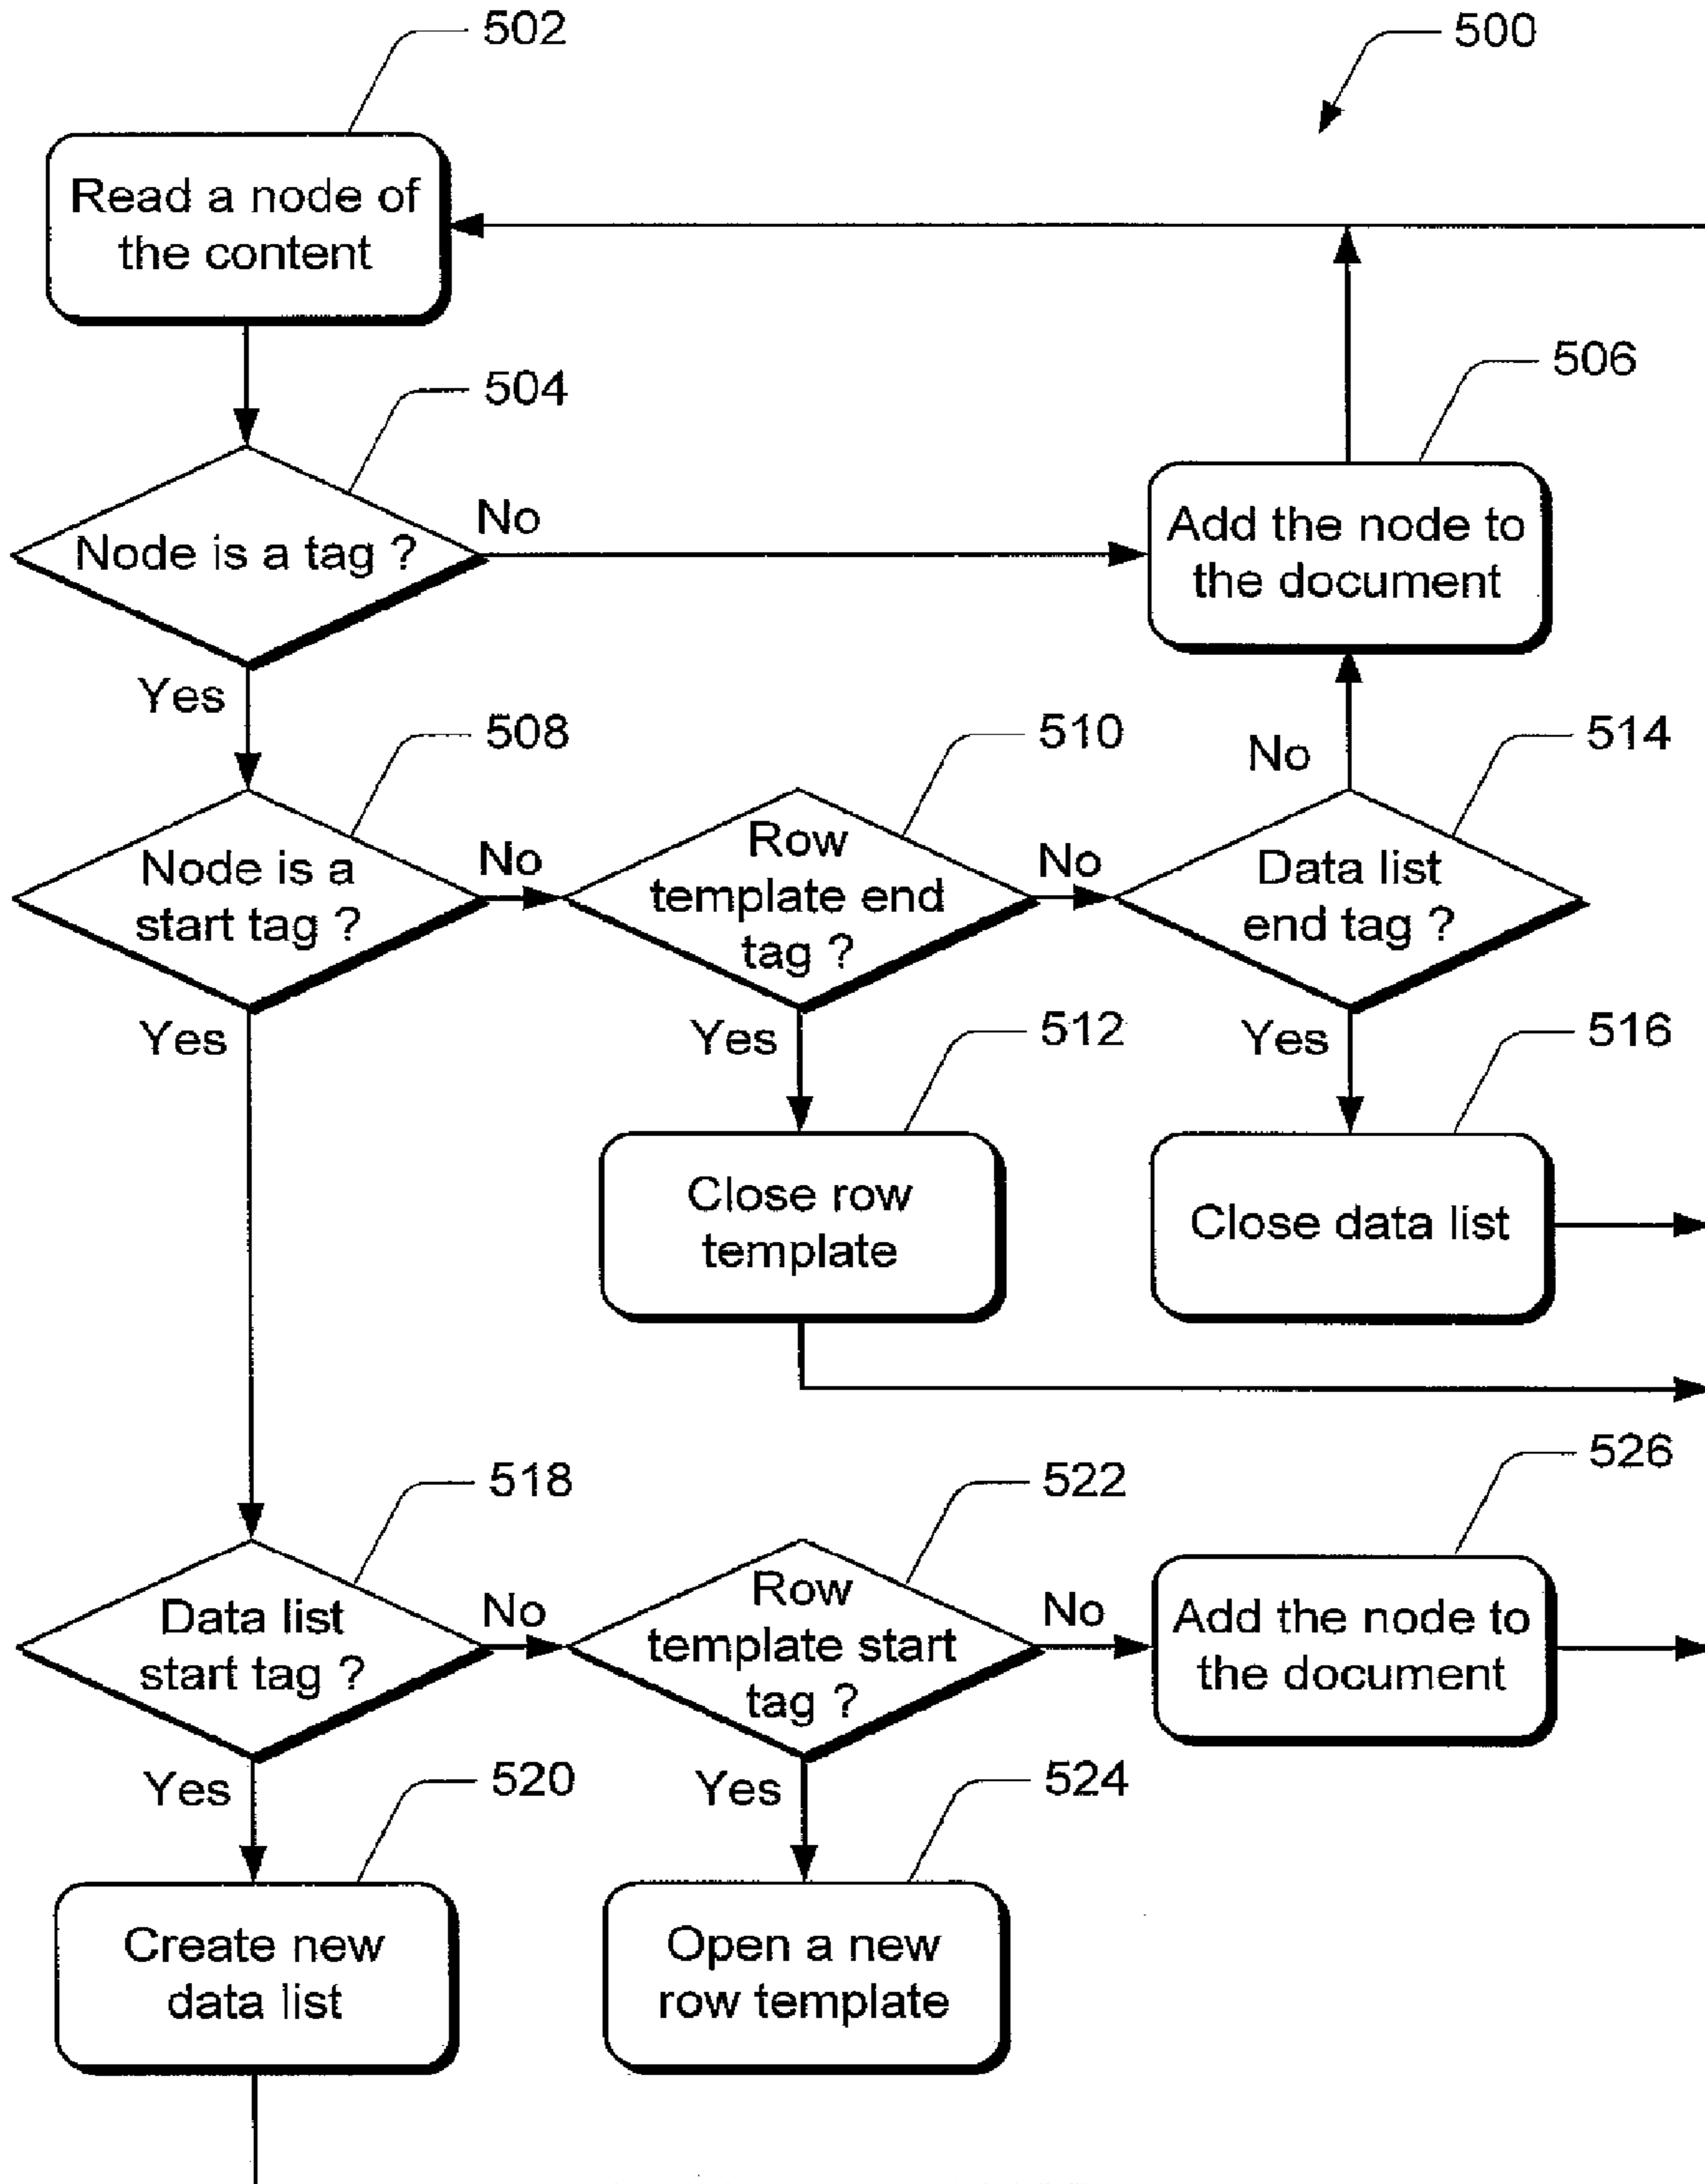 502
500
Read a node of
the content
504
506
Node is a tag ?
No
Add the node to
the document
Yes
508
510
514
No
Node is a
start tag ?
No
Row
template end
tag ?
No
Data list
end tag ?
Yes
Yes
512
Yes
516
Close row
template
Close data list
518
522
526
Data list
start tag ?
No
Row
template start
tag ?
No
Add the node to
the document
Yes
520
Yes
524
Create new
data list
Open a new
row template